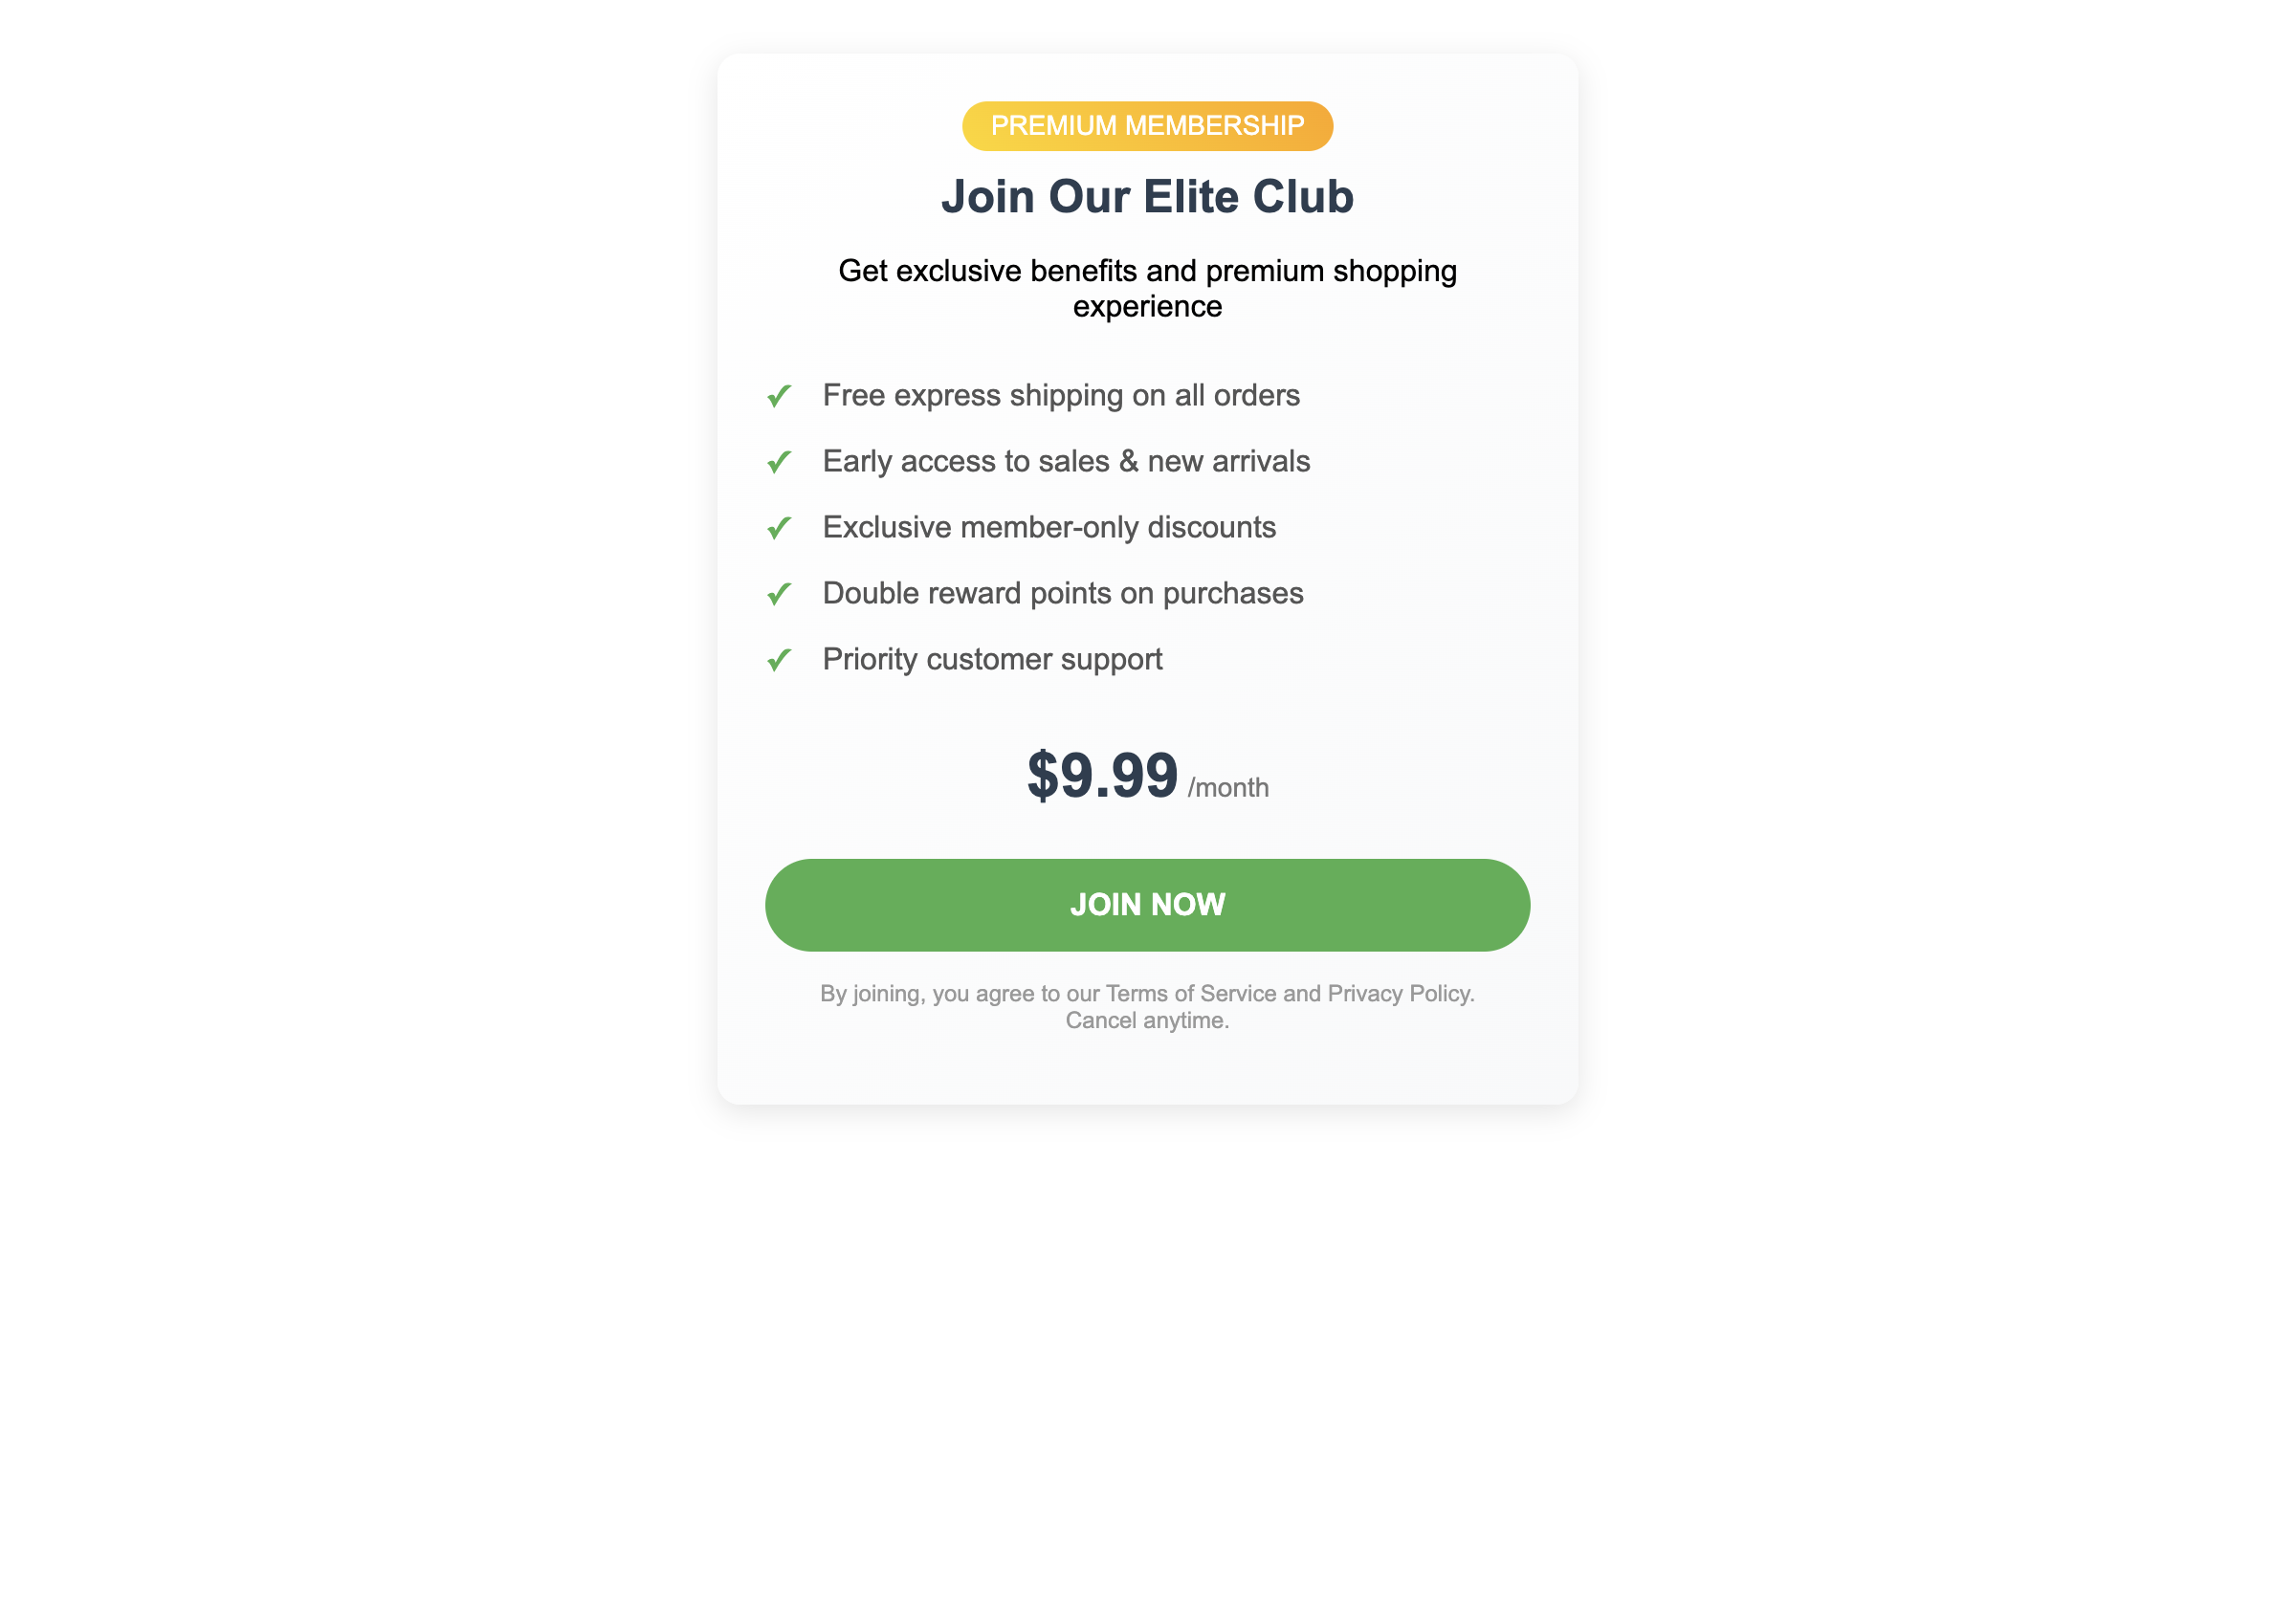 PREMIUM MEMBERSHIP
Join Our Elite Club
Get exclusive benefits and premium shopping
experience
✓ Free express shipping on all orders
✓ Early access to sales & new arrivals
✓ Exclusive member-only discounts
✓ Double reward points on purchases
✓ Priority customer support
$9.99 /month
JOIN NOW
By joining, you agree to our Terms of Service and Privacy Policy.
Cancel anytime.